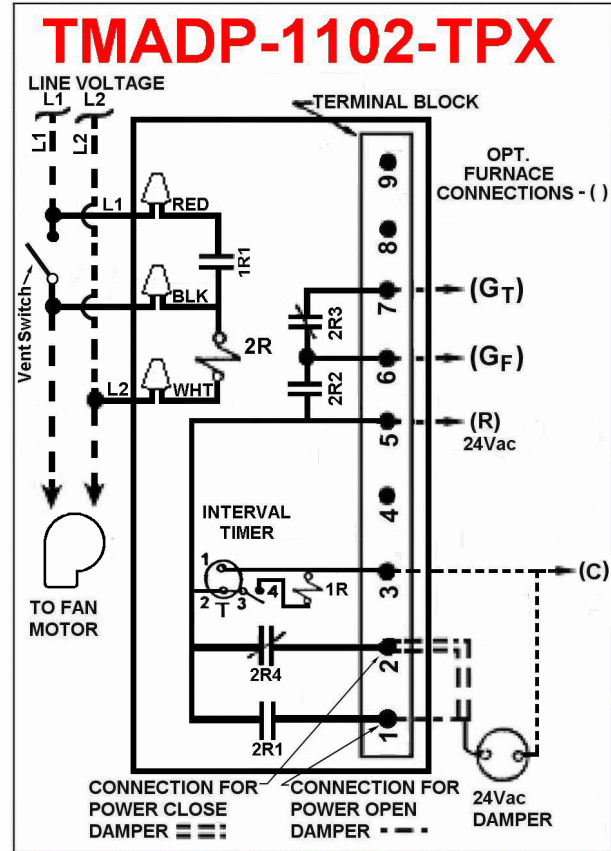 TMADP-1102-TPX
LINE VOLTAGE
L1 L2
L1
L2
TERMINAL BLOCK
OPT.
FURNACE
CONNECTIONS - ( )
9
8
L1
RED
1R1
7
(GT)
2R3
Vent Switch
BLK
2R
6
(GF)
2R2
L2
WHT
5
(R)
24Vac
4
INTERVAL
TIMER
1
2
T
3
4
1R
3
(C)
TO FAN
MOTOR
2R4
2
2R1
1
CONNECTION FOR
POWER CLOSE
DAMPER
CONNECTION FOR
POWER OPEN
DAMPER
24Vac
DAMPER